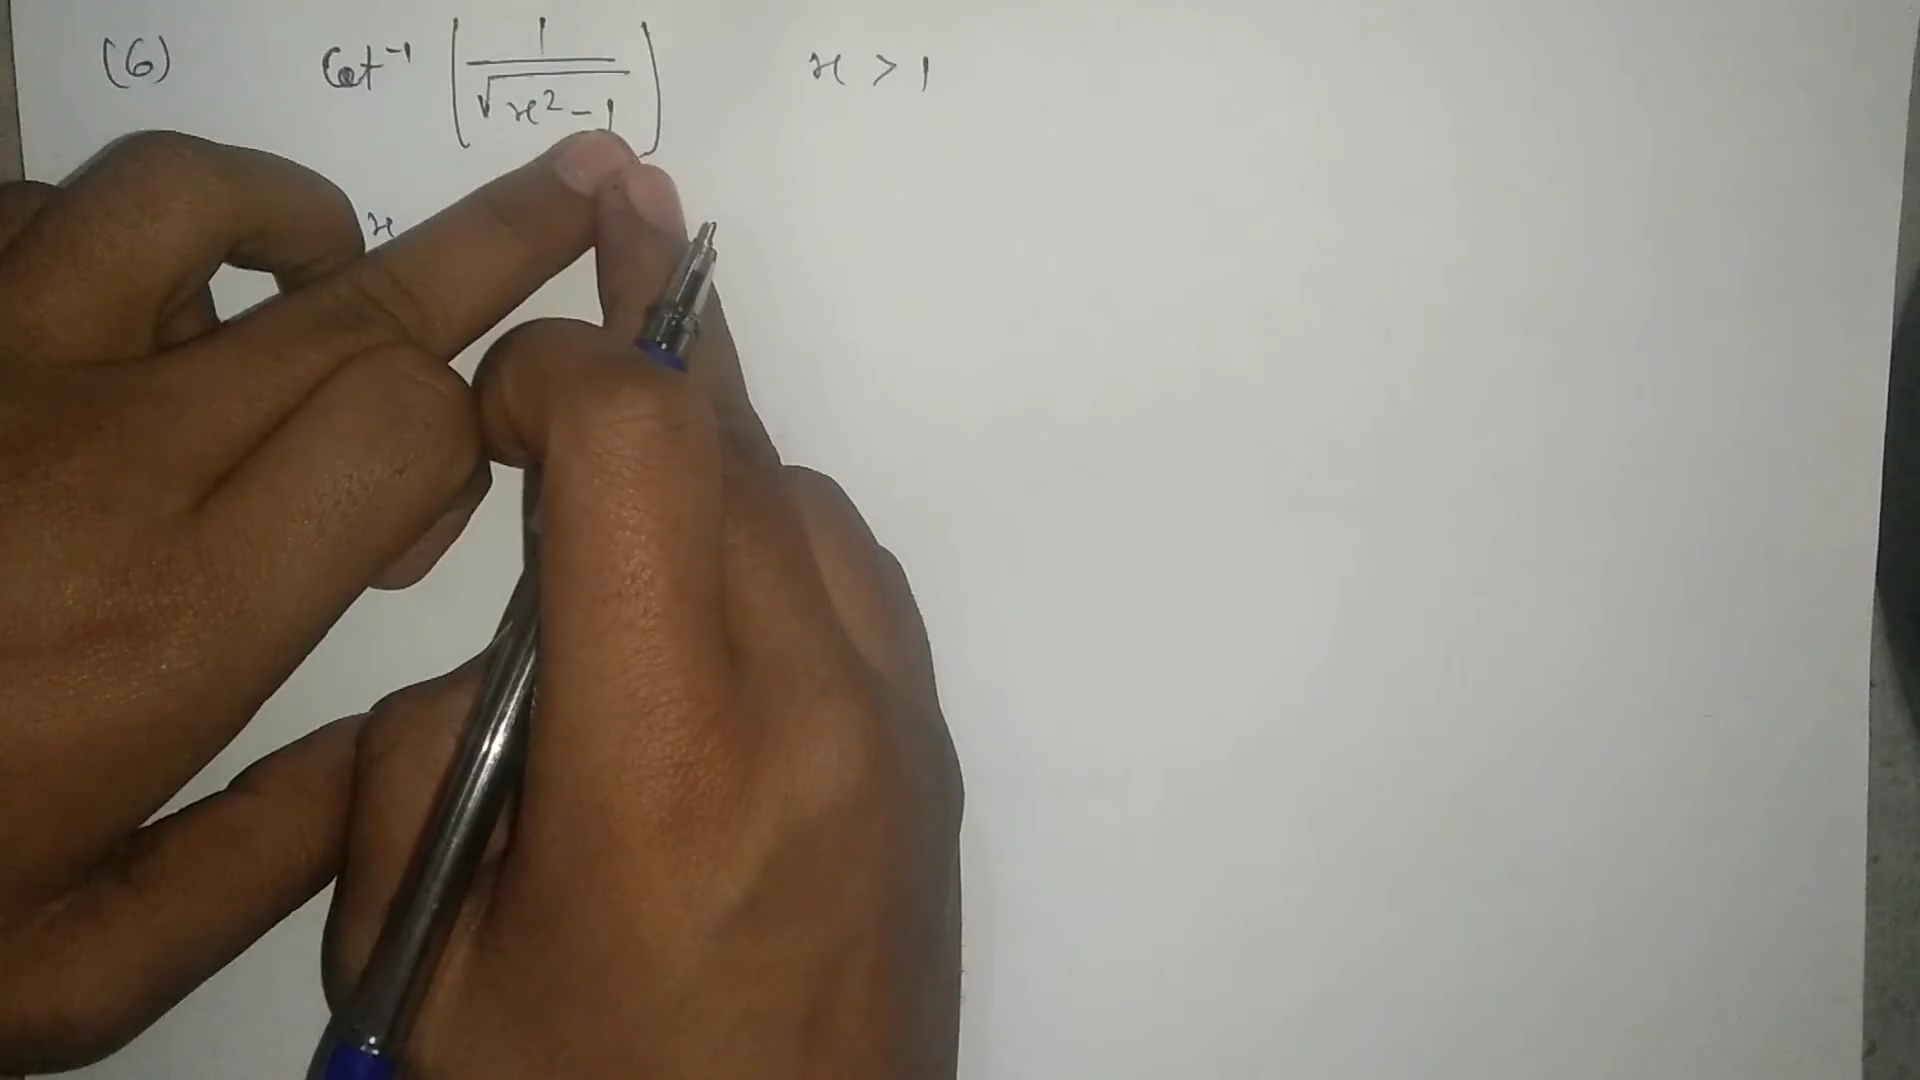 (6) Cot⁻¹ (1/√(x² - 1)) x > 1
x